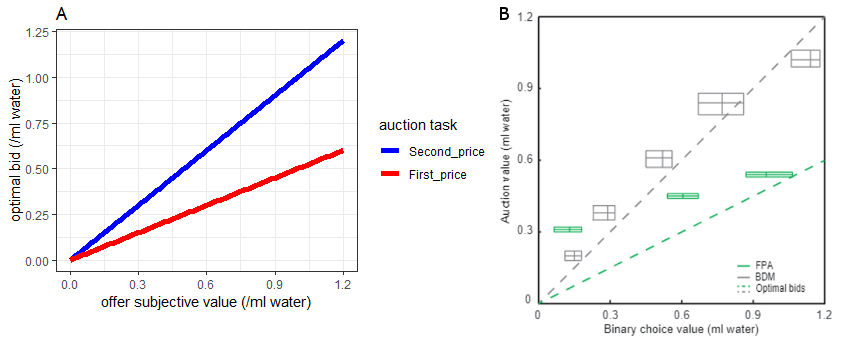 A
optimal bid (/ml water)
1.25
1.00
0.75
0.50
0.25
0.00
0.0 0.3 0.6 0.9 1.2
offer subjective value (/ml water)
auction task
Second_price
First_price
B
Auction value (ml water)
1.2
0.9
0.6
0.3
0
0 0.3 0.6 0.9 1.2
Binary choice value (ml water)
FPA
BDM
Optimal bids